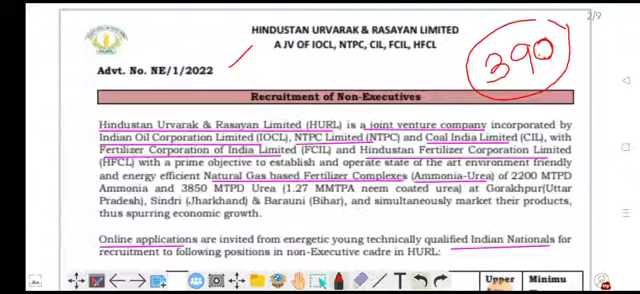 2/9
HINDUSTAN URVARAK & RASAYAN LIMITED
A JV OF IOCL, NTPC, CIL, FCIL, HFCL
390
Advt. No. NE/1/2022
Recruitment of Non-Executives
Hindustan Urvarak & Rasayan Limited (HURL) is a joint venture company incorporated by
Indian Oil Corporation Limited (IOCL), NTPC Limited (NTPC) and Coal India Limited (CIL), with
Fertilizer Corporation of India Limited (FCIL) and Hindustan Fertilizer Corporation Limited
(HFCL) with a prime objective to establish and operate state of the art environment friendly
and energy efficient Natural Gas based Fertilizer Complexes (Ammonia-Urea) of 2200 MTPD
Ammonia and 3850 MTPD Urea (1.27 MMTPA neem coated urea) at Gorakhpur(Uttar
Pradesh), Sindri (Jharkhand) & Barauni (Bihar), and simultaneously market their products,
thus spurring economic growth.
Online applications are invited from energetic young technically qualified Indian Nationals for
recruitment to following positions in non-Executive cadre in HURL:
Upper Minimu
T